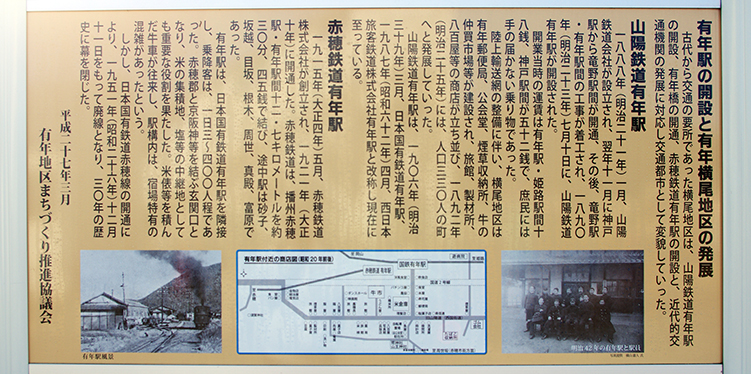 有年駅の開設と有年横尾地区の発展
古代から交通の要所であった横尾地区は、山陽鉄道有年駅
の開設、有年橋の開通、赤穂鉄道有年駅の開設と、近代的交
通機関の発展に対応し交通都市として変貌していった。
山陽鉄道有年駅
一八八八年(明治二十一年)一月、山陽
鉄道会社が設立され、翌年十一月に神戸
駅から竜野駅間が開通、その後、竜野駅
・有年駅間の工事が着工され、一八九〇
年(明治二十三年)七月十日に、山陽鉄道
有年駅が開設された。
開業当時の運賃は有年駅・姫路駅間十
八銭、神戸駅間が五十二銭で、庶民には
手の届かない乗り物であった。
陸上輸送網の整備に伴い、横尾地区は
有年郵便局、公会堂、煙草収納所、牛の
仲買市場等が建設され、旅館、製材所、
八百屋等の商店が立ち並び、一八九二年
(明治二十五年)には、人口三三〇人の町
へと発展していった。
山陽鉄道有年駅は、一九〇六年(明治
三十九年)三月、日本国有鉄道有年駅、
一九八七年(昭和六十二年)四月、西日本
旅客鉄道株式会社有年駅と改称し現在に
至っている。
赤穂鉄道有年駅
一九一五年(大正四年)五月、赤穂鉄道
株式会社が創立され、一九二一年(大正
十年)に開通した。赤穂鉄道は、播州赤穂
駅・有年駅間十二・七キロメートルを約
三〇分、四五銭で結び、途中駅は砂子、
坂越、目坂、根木、周世、真殿、富原で
あった。
有年駅は、日本国有鉄道有年駅を隣接
し、乗降客は、一日三～四〇〇人程であ
った。赤穂郡と京阪神等を結ぶ玄関口と
なり、米の集積地、塩等の中継地として
も重要な役割を果たした。米俵等を積ん
だ牛車が往来し、駅構内は、宿場特有の
混雑があったという。
しかし、日本国有鉄道赤穂線の開通に
より、一九五一年(昭和二十六年)十二月
十一日をもって廃線となり、三〇年の歴
史に幕を閉じた。
平成二十七年三月
有年地区まちづくり推進協議会
有年駅風景
有年駅付近の商店図(昭和20年前後)
国鉄有年駅
赤穂鉄道 有年駅
国道2号線
牛市
明治42年の有年駅と駅員